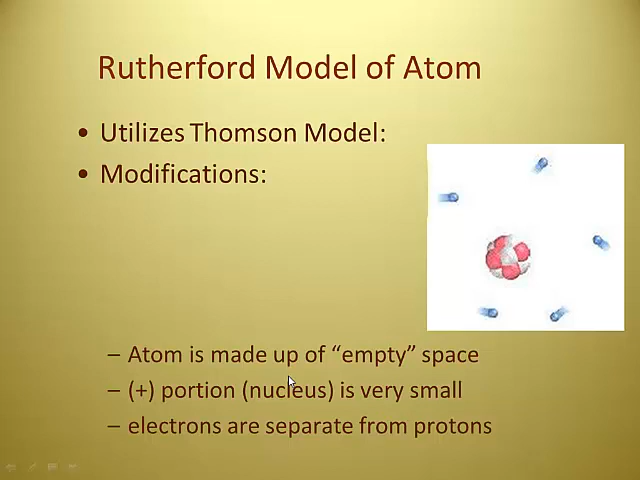 Rutherford Model of Atom
• Utilizes Thomson Model:
• Modifications:
– Atom is made up of “empty” space
– (+) portion (nucleus) is very small
– electrons are separate from protons